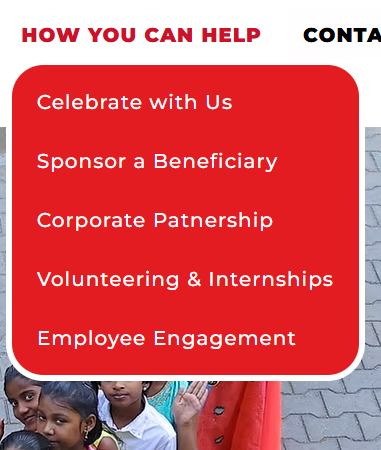 HOW YOU CAN HELP CONTA
Celebrate with Us
Sponsor a Beneficiary
Corporate Patnership
Volunteering & Internships
Employee Engagement